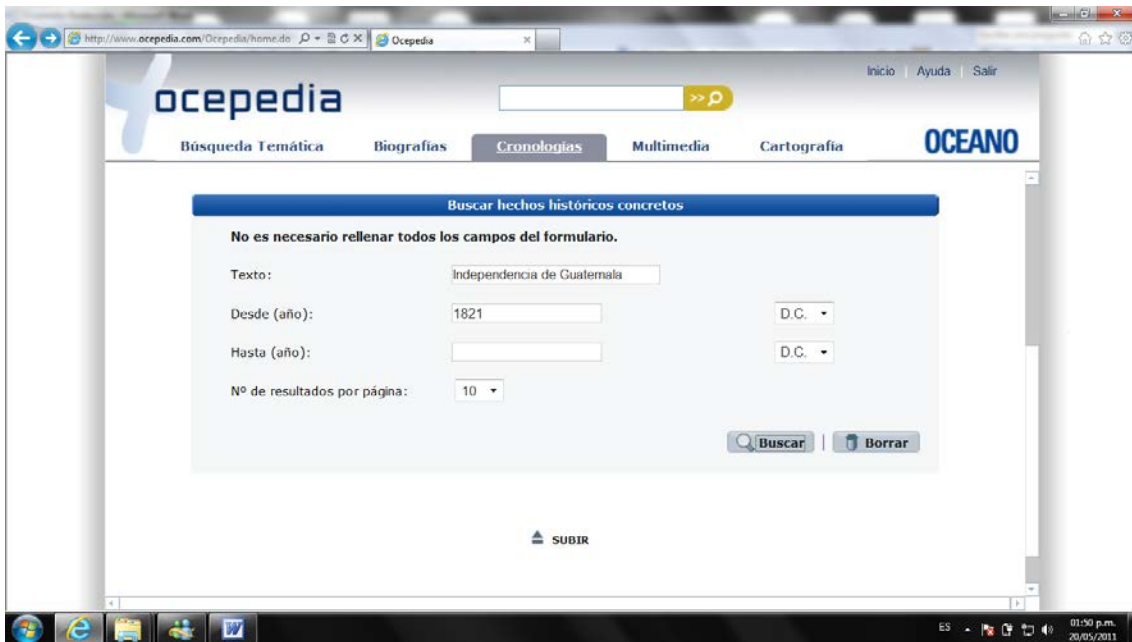 http://www.ocepedia.com/Ocepedia/home.do
Ocepedia
Inicio | Ayuda | Salir
ocepedia
>>
Búsqueda Temática Biografías Cronologías Multimedia Cartografía OCEANO
Buscar hechos históricos concretos
No es necesario rellenar todos los campos del formulario.
Texto: Independencia de Guatemala
Desde (año): 1821 D.C.
Hasta (año): D.C.
Nº de resultados por página: 10
Buscar | Borrar
SUBIR
ES 01:50 p.m.
20/05/2011